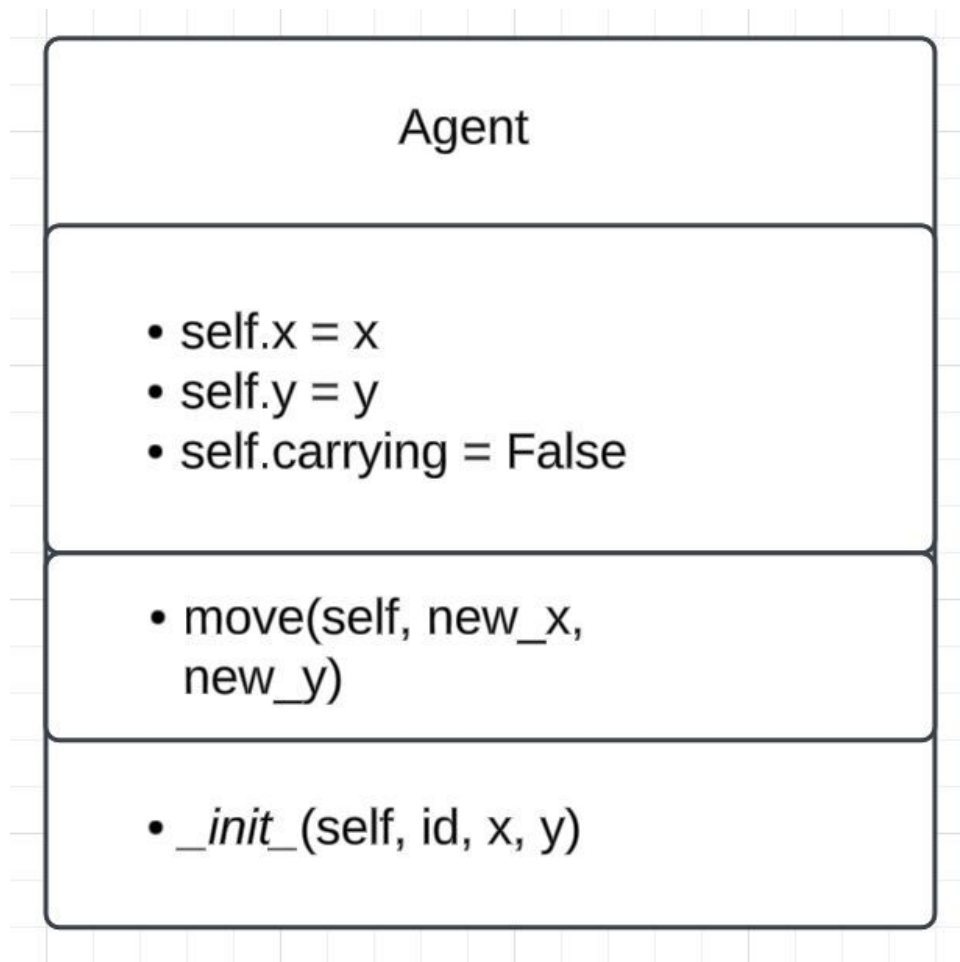 Agent
• self.x = x
• self.y = y
• self.carrying = False
• move(self, new_x,
new_y)
• _init_(self, id, x, y)